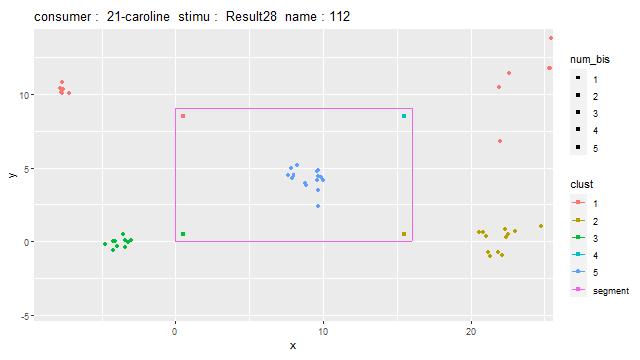 consumer : 21-caroline stimu : Result28 name : 112
num_bis
1
2
3
4
5
clust
1
2
3
4
5
segment
y
10
5
0
-5
0
10
20
x